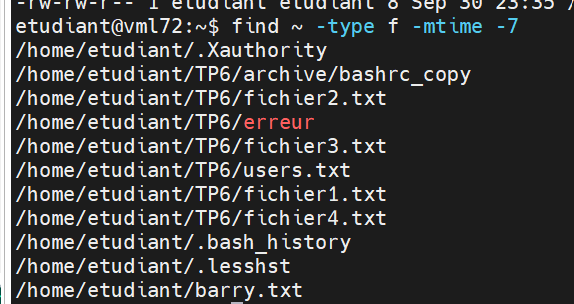 -rw-rw-r-- 1 etudiant etudiant 8 Sep 30 23:35 /
etudiant@vml72:~$ find ~ -type f -mtime -7
/home/etudiant/.Xauthority
/home/etudiant/TP6/archive/bashrc_copy
/home/etudiant/TP6/fichier2.txt
/home/etudiant/TP6/erreur
/home/etudiant/TP6/fichier3.txt
/home/etudiant/TP6/users.txt
/home/etudiant/TP6/fichier1.txt
/home/etudiant/TP6/fichier4.txt
/home/etudiant/.bash_history
/home/etudiant/.lesshst
/home/etudiant/barry.txt